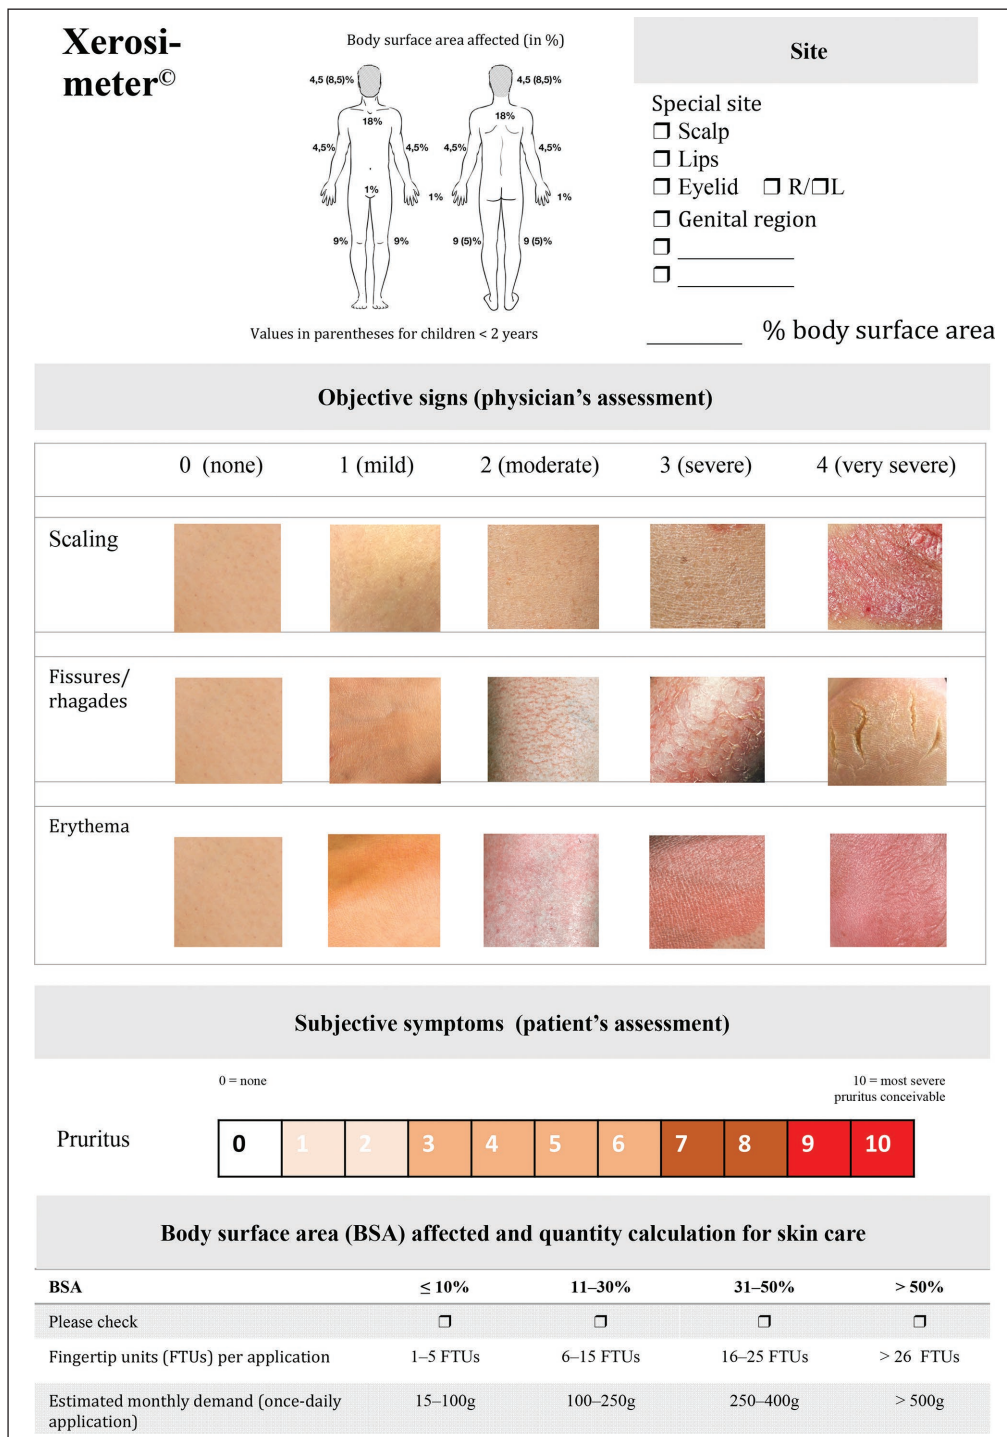 Xerosi-
meter©
Body surface area affected (in %)
4,5 (8,5)%
4,5 (8,5)%
18%
18%
4,5%
4,5%
4,5%
4,5%
1%
1%
1%
9%
9%
9 (5)%
9 (5)%
Values in parentheses for children < 2 years
Site
Special site
❒ Scalp
❒ Lips
❒ Eyelid ❒ R/❒L
❒ Genital region
❒ ____________
❒ ____________
_______ % body surface area
Objective signs (physician’s assessment)
0 (none) 1 (mild) 2 (moderate) 3 (severe) 4 (very severe)
Scaling
Fissures/
rhagades
Erythema
Subjective symptoms (patient’s assessment)
0 = none
10 = most severe
pruritus conceivable
Pruritus 0 1 2 3 4 5 6 7 8 9 10
Body surface area (BSA) affected and quantity calculation for skin care
BSA ≤ 10% 11–30% 31–50% > 50%
Please check ❒ ❒ ❒ ❒
Fingertip units (FTUs) per application 1–5 FTUs 6–15 FTUs 16–25 FTUs > 26 FTUs
Estimated monthly demand (once-daily 15–100g 100–250g 250–400g > 500g
application)